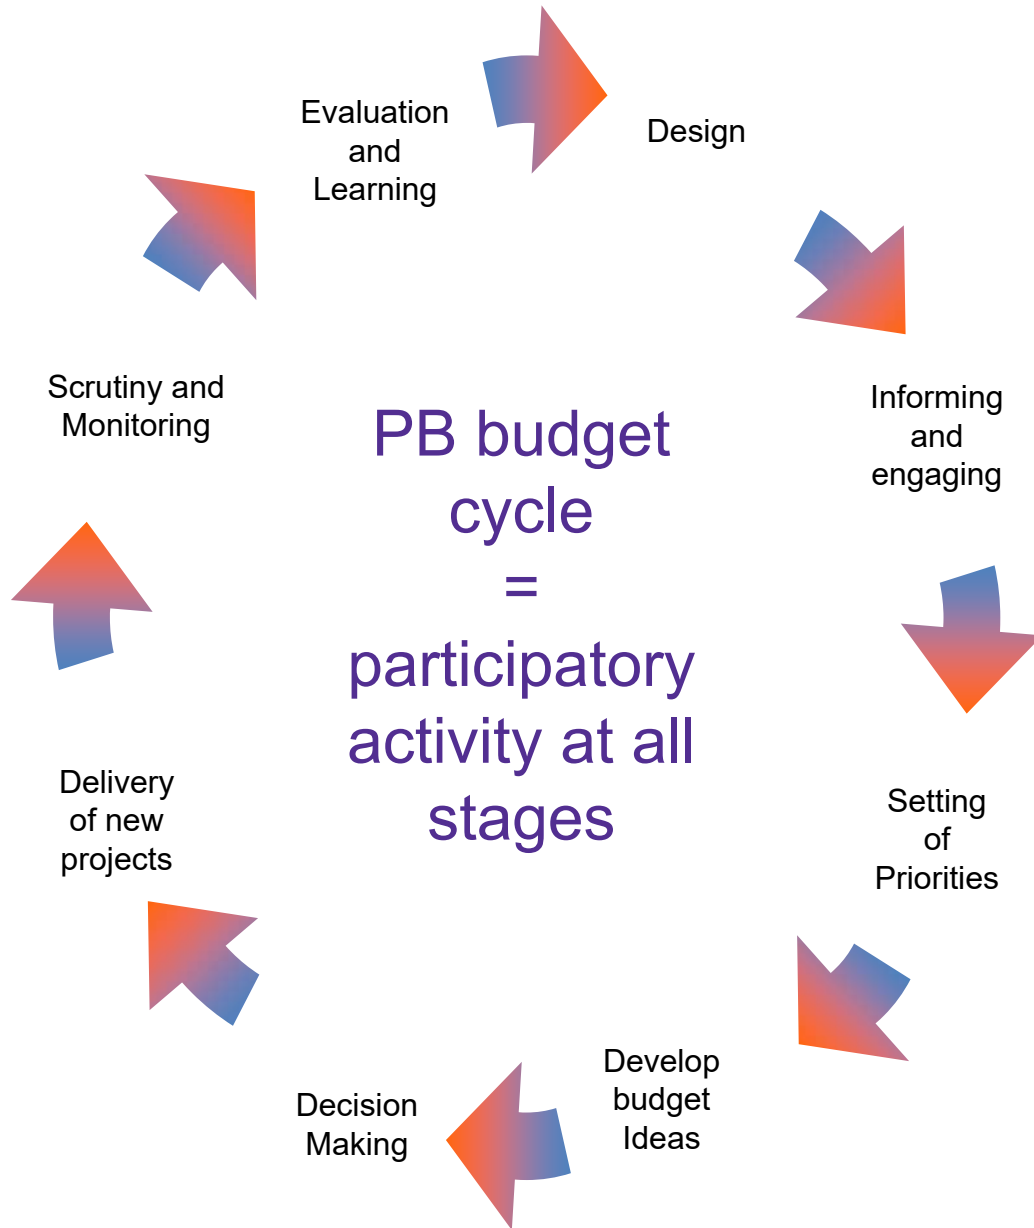 Evaluation
and
Learning
Design
Informing
and
engaging
Setting
of
Priorities
Develop
budget
Ideas
Decision
Making
Delivery
of new
projects
Scrutiny and
Monitoring
PB budget
cycle
=
participatory
activity at all
stages